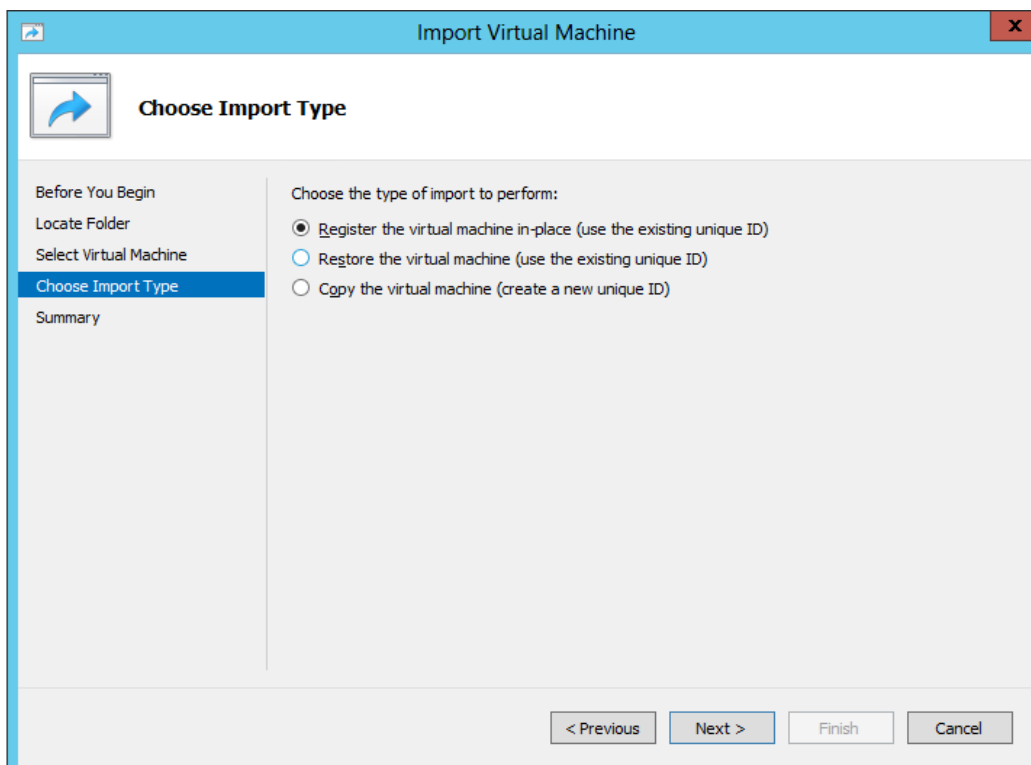 Import Virtual Machine
x
Choose Import Type
Before You Begin
Locate Folder
Select Virtual Machine
Choose Import Type
Summary
Choose the type of import to perform:
Register the virtual machine in-place (use the existing unique ID)
Restore the virtual machine (use the existing unique ID)
Copy the virtual machine (create a new unique ID)
< Previous
Next >
Finish
Cancel